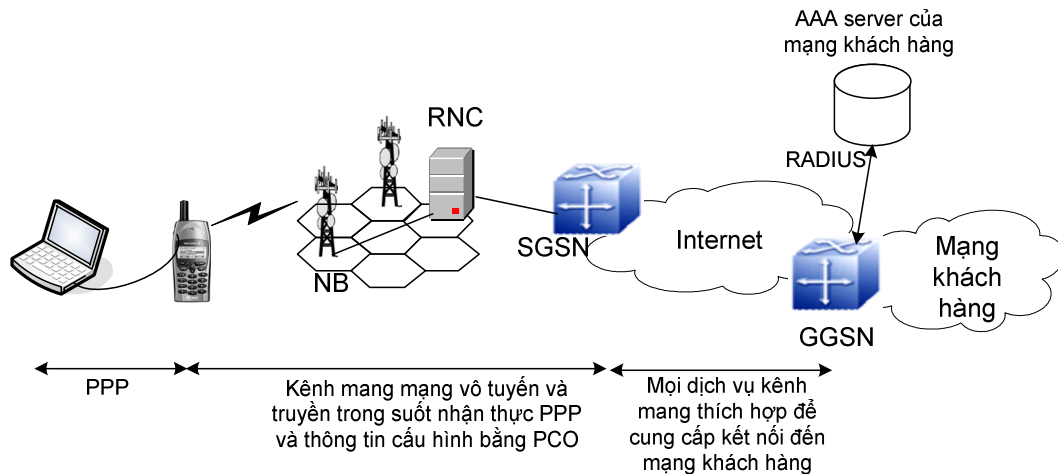 AAA server của
mạng khách hàng
RNC
RADIUS
SGSN
Internet
NB
Mạng
khách
hàng
GGSN
PPP
Kênh mang mạng vô tuyến và
truyền trong suốt nhận thực PPP
và thông tin cấu hình bằng PCO
Mọi dịch vụ kênh
mang thích hợp để
cung cấp kết nối đến
mạng khách hàng